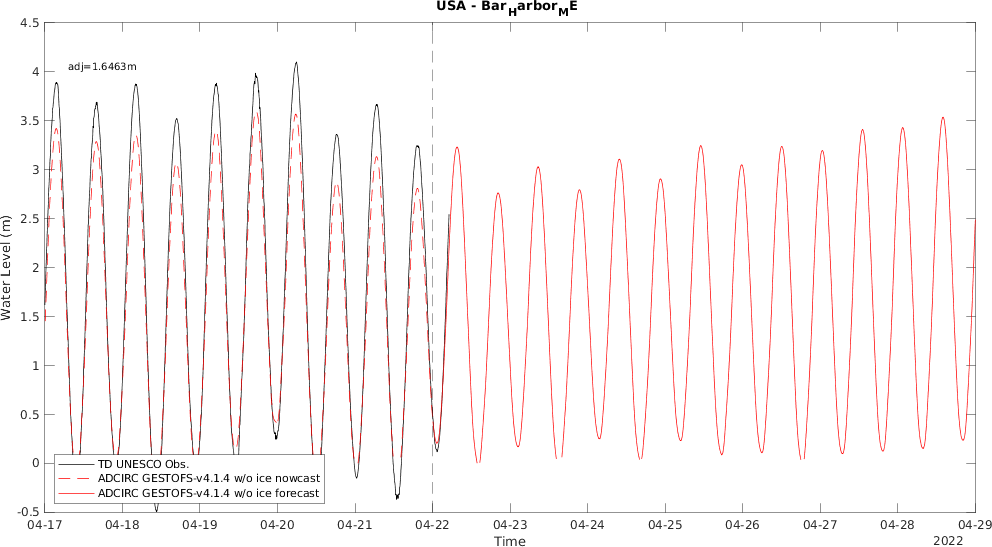 USA - BarHarborME
4.5
adj=1.6463m
4
3.5
3
2.5
2
1.5
1
0.5
0
-0.5
Water Level (m)
TD UNESCO Obs.
ADCIRC GESTOFS-v4.1.4 w/o ice nowcast
ADCIRC GESTOFS-v4.1.4 w/o ice forecast
04-17 04-18 04-19 04-20 04-21 04-22 04-23 04-24 04-25 04-26 04-27 04-28 04-29
Time
2022